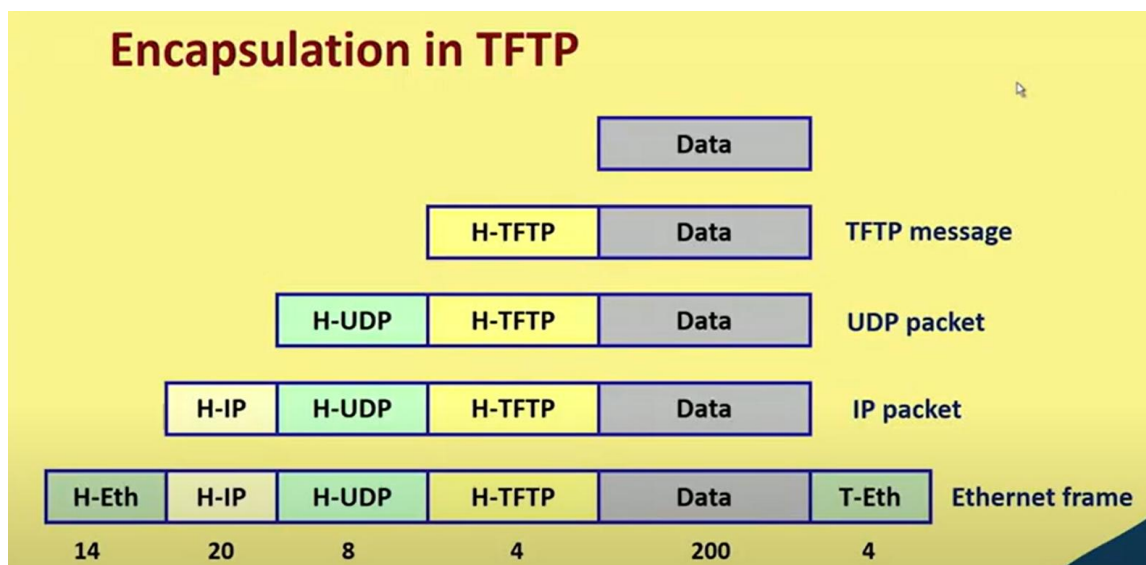 Encapsulation in TFTP
Data
H-TFTP Data TFTP message
H-UDP H-TFTP Data UDP packet
H-IP H-UDP H-TFTP Data IP packet
H-Eth H-IP H-UDP H-TFTP Data T-Eth Ethernet frame
14 20 8 4 200 4